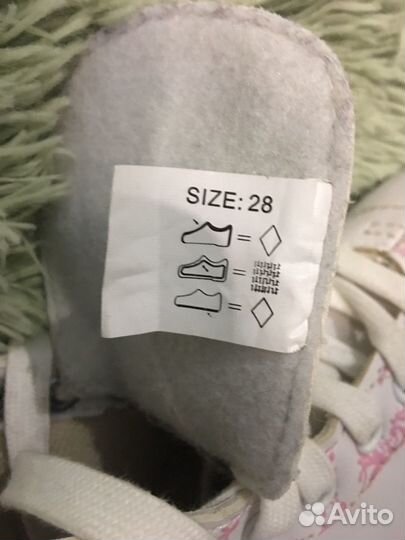 SIZE: 28
=
=
=
Avito